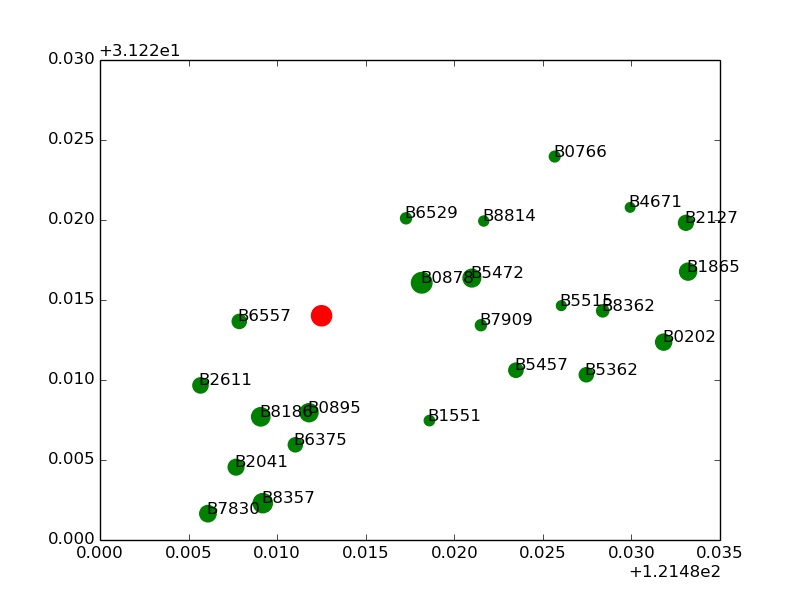 +3.122e1
0.030
0.025
0.020
0.015
0.010
0.005
0.000
B0766
B4671
B6529
B8814
B2127
B0878
B5472
B1865
B5515
B8362
B6557
B7909
B0202
B5457
B5362
B2611
B8186
B0895
B1551
B6375
B2041
B8357
B7830
0.000 0.005 0.010 0.015 0.020 0.025 0.030 0.035
+1.2148e2